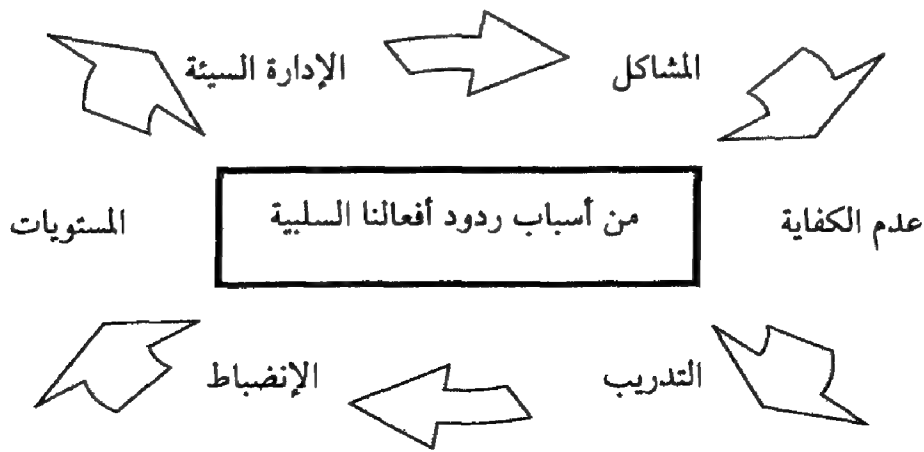 المشاكل
الإدارة السيئة
من أسباب ردود أفعالنا السلبية
عدم الكفاية
المستويات
التدريب
الإنضباط